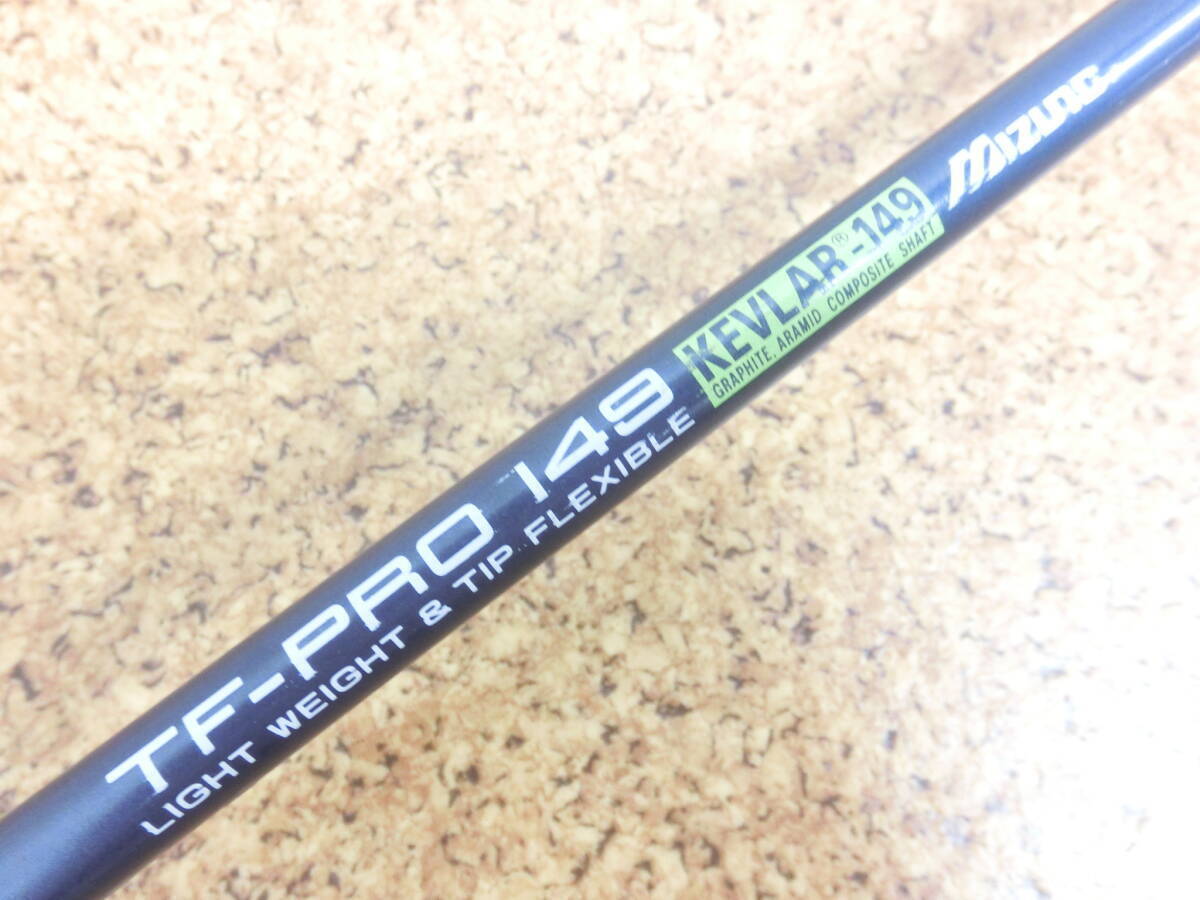 TF-PRO 149
LIGHT WEIGHT & TIP FLEXIBLE
KEVLAR®-149
GRAPHITE, ARAMID COMPOSITE SHAFT
MIZUNO